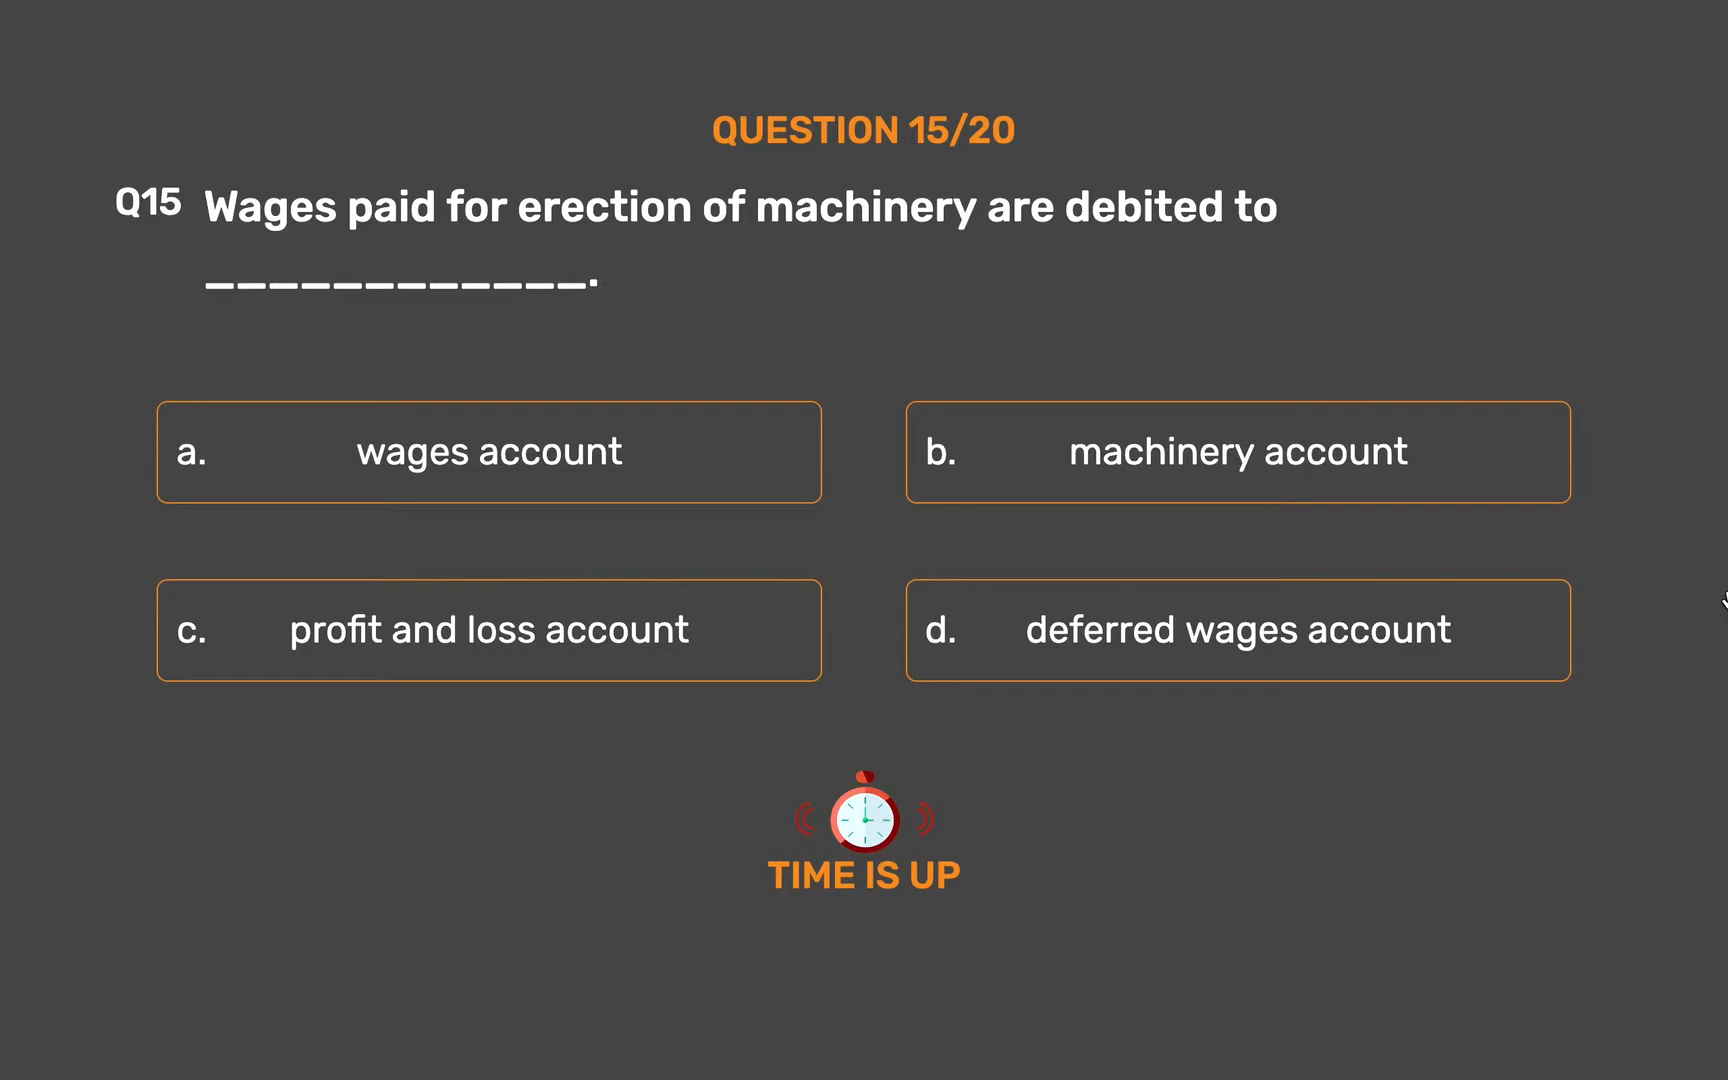 QUESTION 15/20
Q15 Wages paid for erection of machinery are debited to
____________.
a. wages account
b. machinery account
c. profit and loss account
d. deferred wages account
TIME IS UP